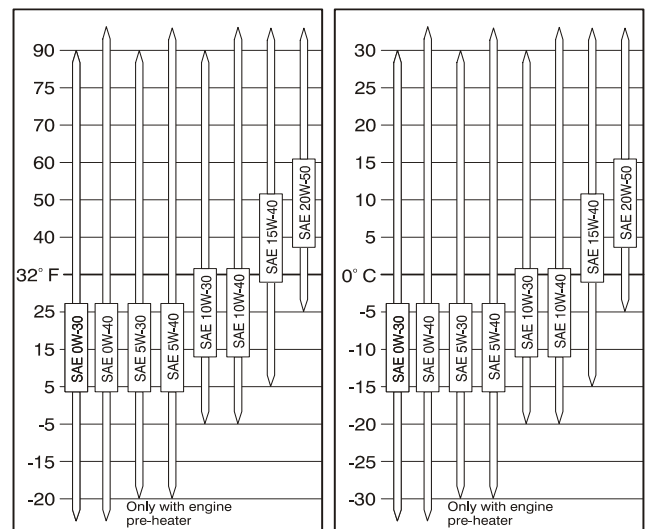 90
75
70
60
50
40
32° F
25
15
5
-5
-15
-20
SAE 0W-30
SAE 0W-40
SAE 5W-30
SAE 5W-40
SAE 10W-30
SAE 10W-40
SAE 15W-40
SAE 20W-50
Only with engine
pre-heater
30
25
20
15
10
5
0° C
-5
-10
-15
-20
-25
-30
SAE 0W-30
SAE 0W-40
SAE 5W-30
SAE 5W-40
SAE 10W-30
SAE 10W-40
SAE 15W-40
SAE 20W-50
Only with engine
pre-heater